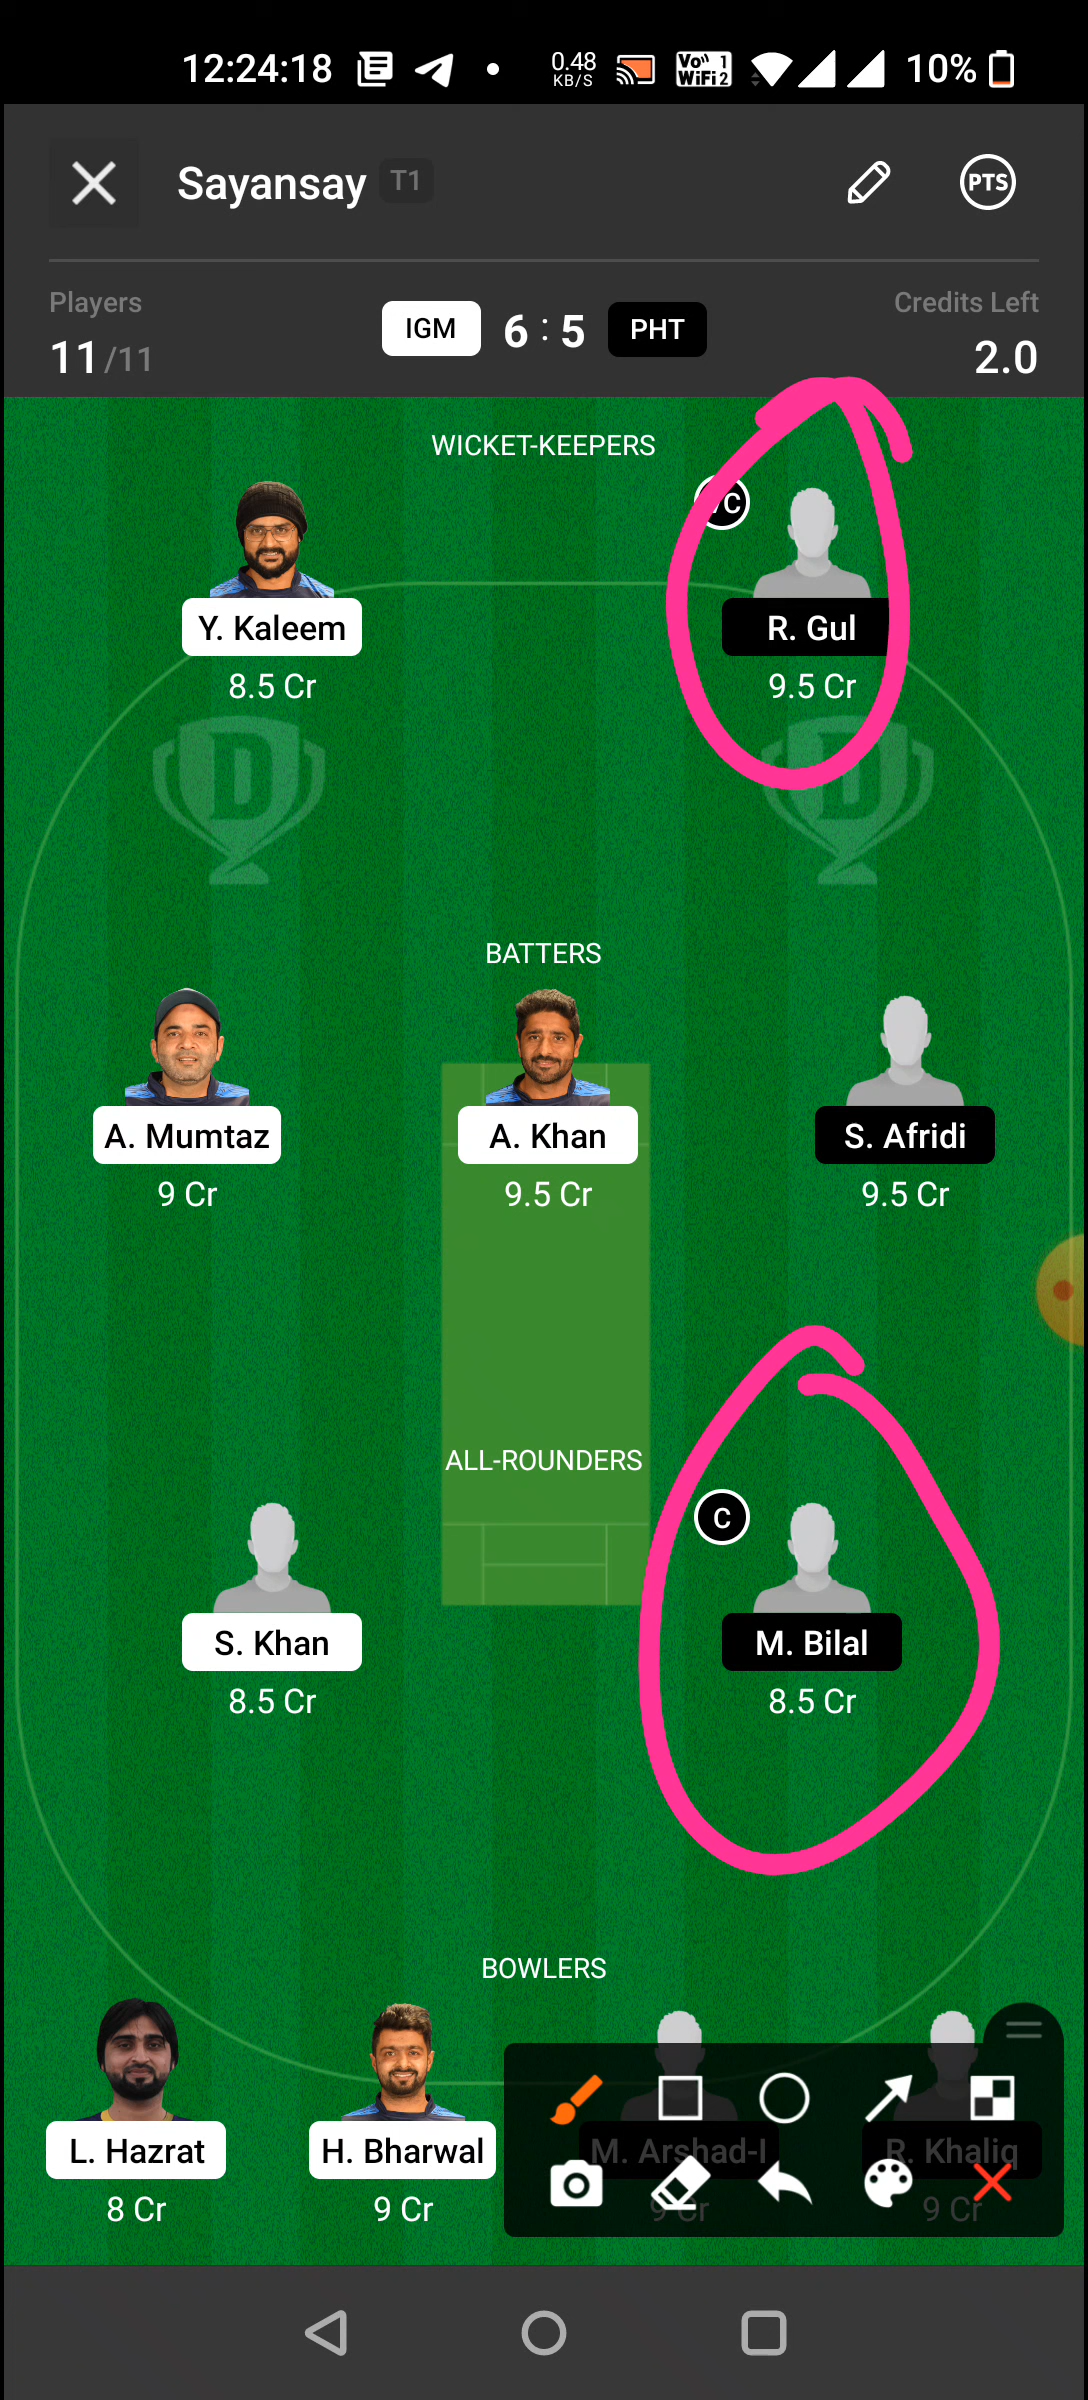 12:24:18 0.48 KB/S Vo WiFi 1 2 10%
Sayansay T1 PTS
Players Credits Left
11/11 IGM 6 : 5 PHT 2.0
WICKET-KEEPERS
C
Y. Kaleem R. Gul
8.5 Cr 9.5 Cr
D D
BATTERS
A. Mumtaz A. Khan S. Afridi
9 Cr 9.5 Cr 9.5 Cr
ALL-ROUNDERS
C
S. Khan M. Bilal
8.5 Cr 8.5 Cr
BOWLERS
L. Hazrat H. Bharwal M. Arshad-I R. Khaliq
8 Cr 9 Cr 9 Cr 9 Cr